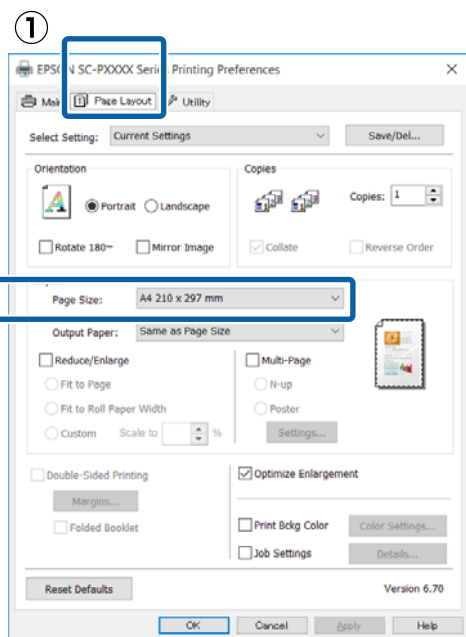 ①
EPSON SC-PXXXX Series Printing Preferences
Main Page Layout Utility
Select Setting: Current Settings Save/Del...
Orientation Copies
Portrait Landscape Copies: 1
Rotate 180° Mirror Image Collate Reverse Order
Page Size: A4 210 x 297 mm
Output Paper: Same as Page Size
Reduce/Enlarge Multi-Page
Fit to Page N-up
Fit to Roll Paper Width Poster
Custom Scale to % Settings...
Double-Sided Printing Optimize Enlargement
Margins...
Folded Booklet Print Bckg Color Color Settings...
Job Settings Details...
Reset Defaults Version 6.70
OK Cancel Apply Help